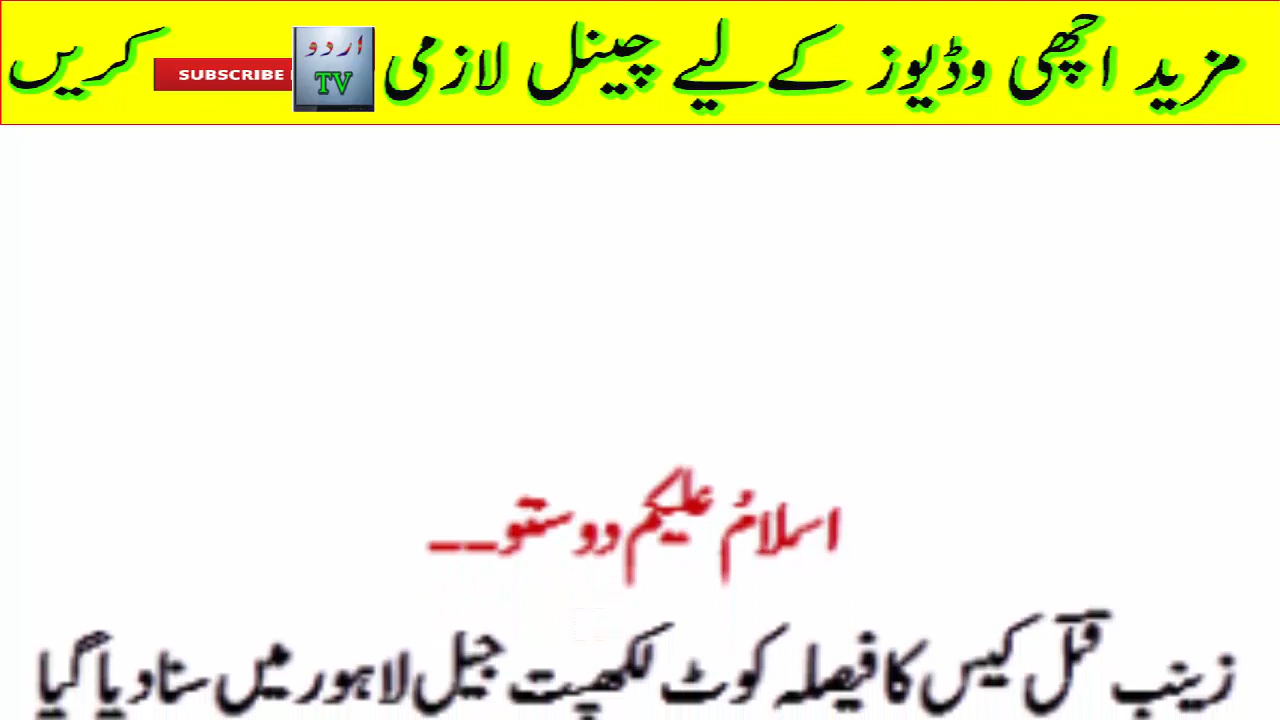 مزید اچھی وڈیوز کے لیے چینل لازمی اردو TV SUBSCRIBE کریں
اسلامُ علیکم دوستو۔۔
زینب قتل کیس کا فیصلہ کوٹ لکھپت جیل لاہور میں سنا دیا گیا